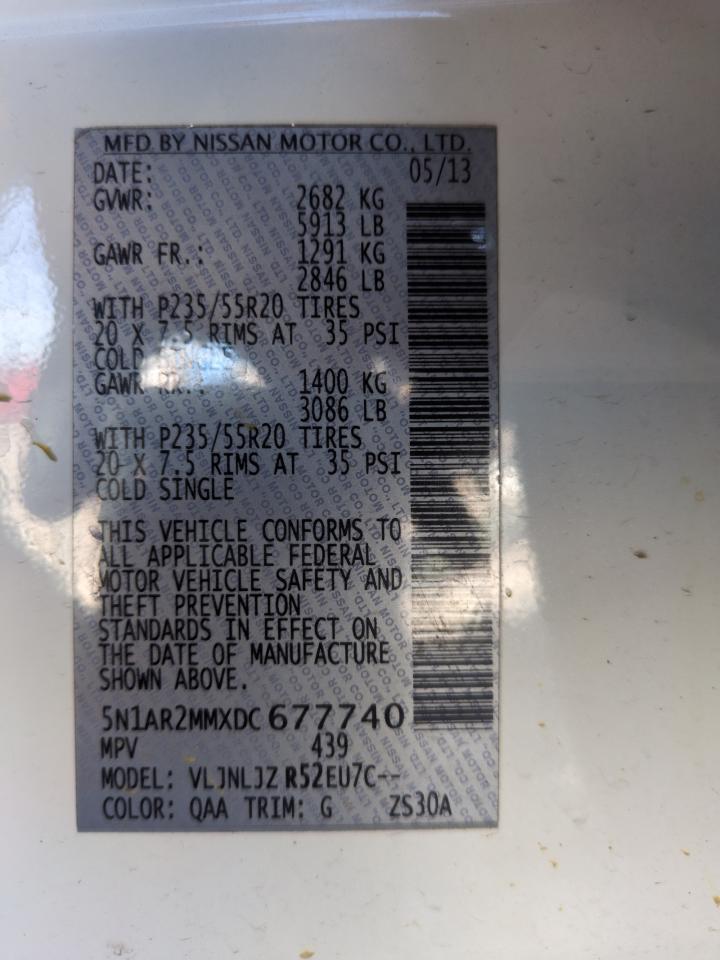 MFD BY NISSAN MOTOR CO., LTD.
DATE: 05/13
GVWR: 2682 KG
5913 LB
GAWR FR.: 1291 KG
2846 LB
WITH P235/55R20 TIRES
20 X 7.5 RIMS AT 35 PSI
COLD SINGLE
GAWR RR.: 1400 KG
3086 LB
WITH P235/55R20 TIRES
20 X 7.5 RIMS AT 35 PSI
COLD SINGLE
THIS VEHICLE CONFORMS TO
ALL APPLICABLE FEDERAL
MOTOR VEHICLE SAFETY AND
THEFT PREVENTION
STANDARDS IN EFFECT ON
THE DATE OF MANUFACTURE
SHOWN ABOVE.
5N1AR2MMXDC677740
MPV 439
MODEL: VLJNLJZ R52EU7C--
COLOR: QAA TRIM: G ZS30A